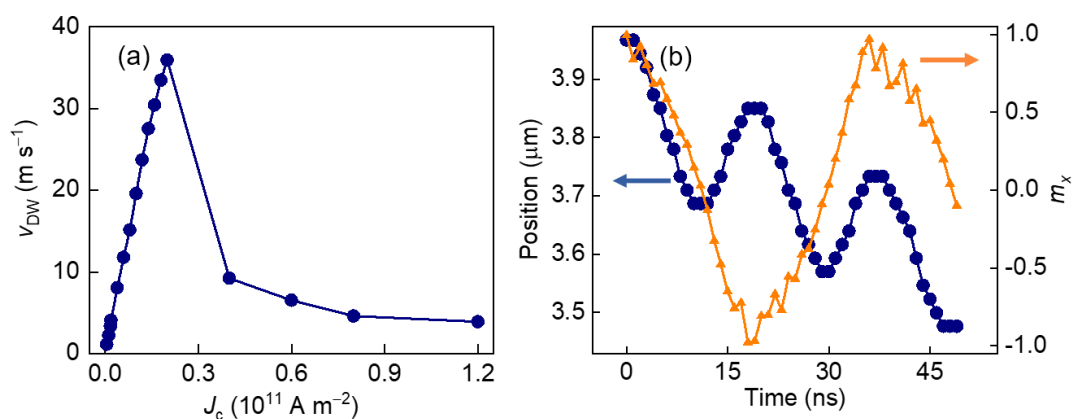 (a)
40
30
20
10
0
v_DW (m s⁻¹)
0.0 0.3 0.6 0.9 1.2
J_c (10¹¹ A m⁻²)
(b)
3.9
3.8
3.7
3.6
3.5
Position (μm)
0 15 30 45
Time (ns)
1.0
0.5
0.0
-0.5
-1.0
m_x